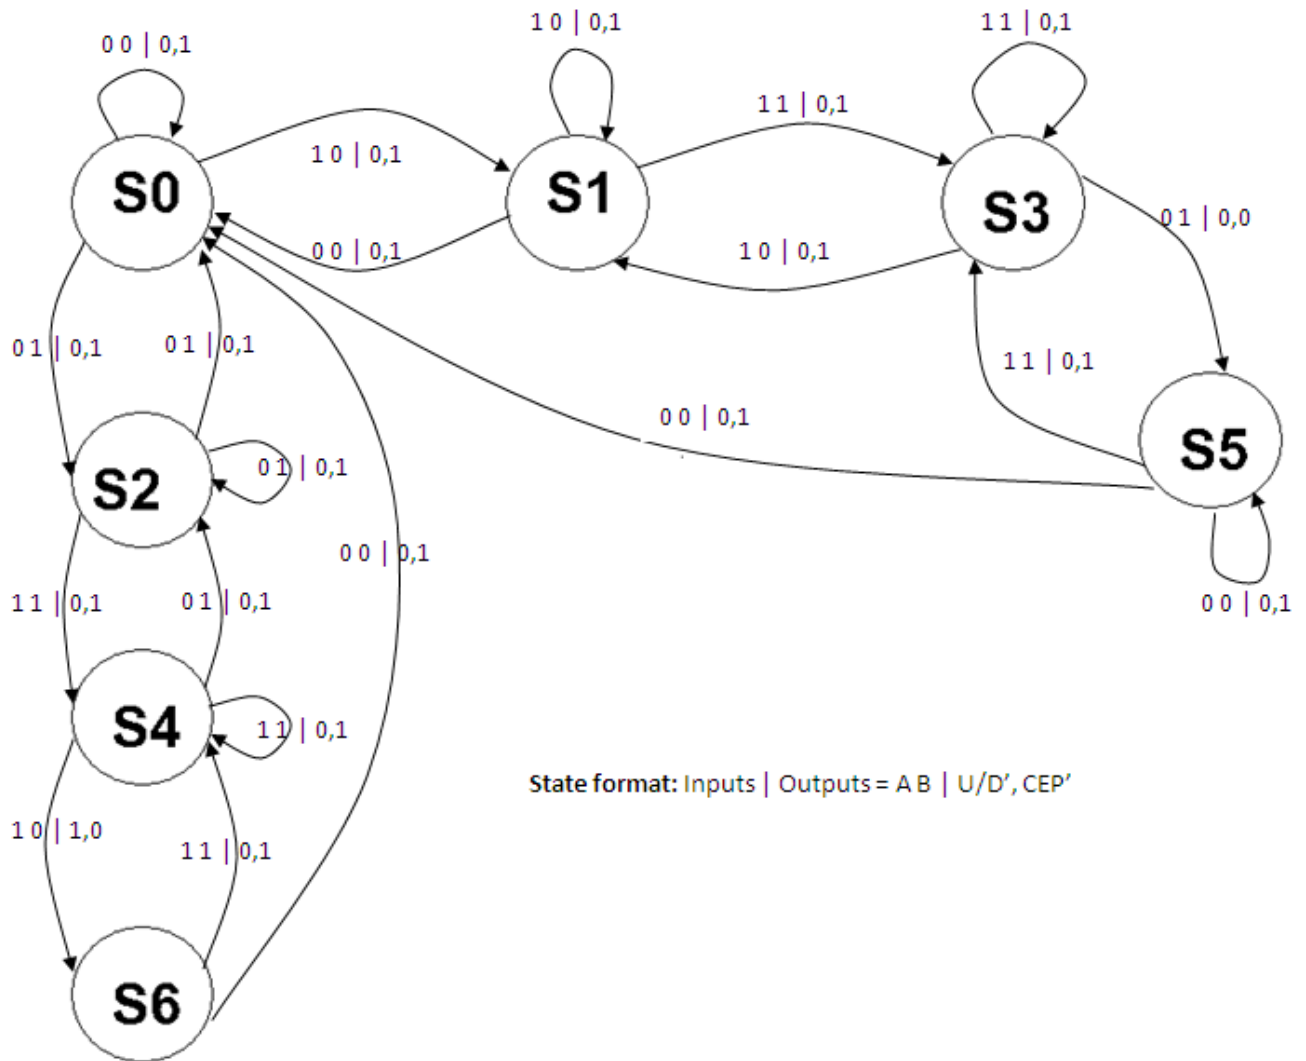 0 0 | 0,1
1 0 | 0,1
1 1 | 0,1
1 1 | 0,1
1 0 | 0,1
S0
S1
S3
0 1 | 0,0
0 0 | 0,1
1 0 | 0,1
0 1 | 0,1
0 1 | 0,1
1 1 | 0,1
0 0 | 0,1
S5
S2
0 1 | 0,1
0 0 | 0,1
1 1 | 0,1
0 1 | 0,1
0 0 | 0,1
S4
1 1 | 0,1
State format: Inputs | Outputs = A B | U/D’, CEP’
1 0 | 1,0
1 1 | 0,1
S6